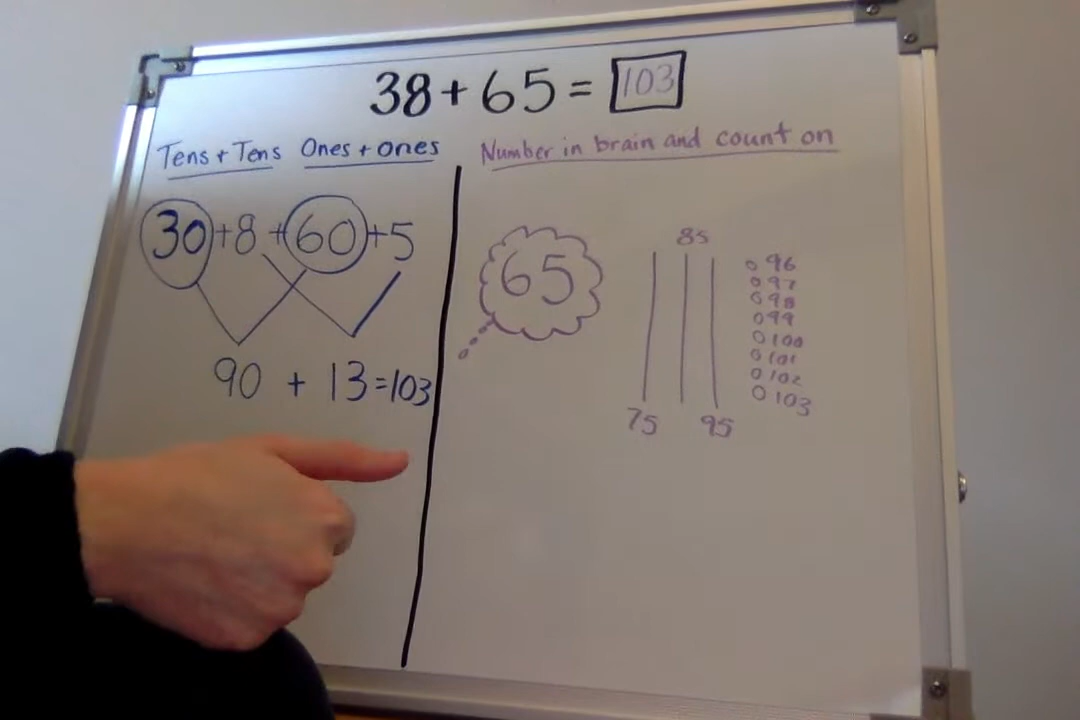 38 + 65 = 103
Tens + Tens Ones + ones
30 + 8 + 60 + 5
90 + 13 = 103
Number in brain and count on
65
85
75 95
96
97
98
99
100
101
102
103